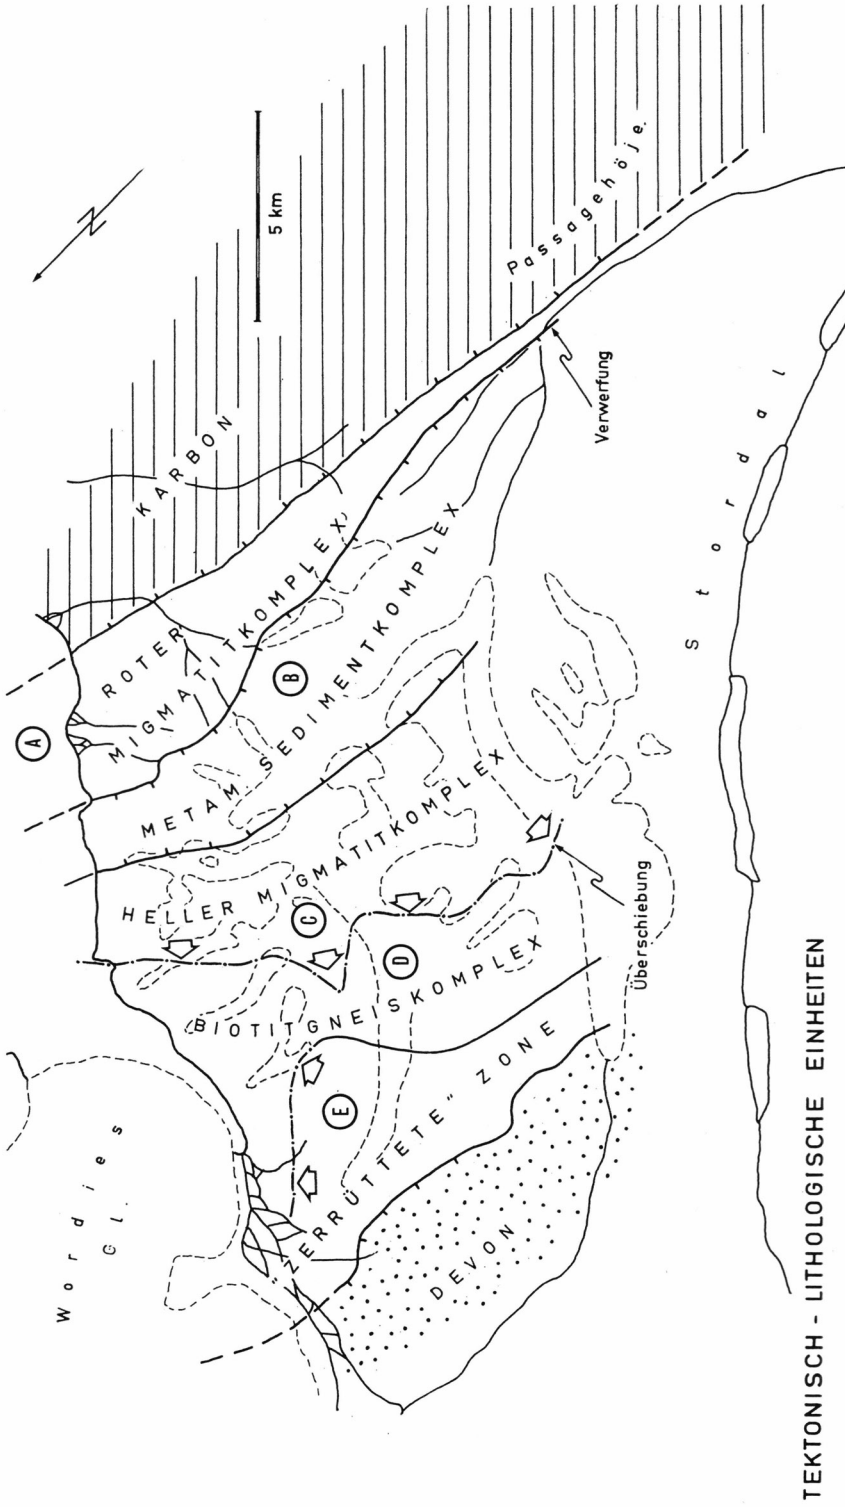 Wordies
Gl.
A
KARBON
5 km
N
Passagehöje.
ROTER
MIGMATITKOMPLEX
B
METAM. SEDIMENTKOMPLEX
HELLER MIGMATITKOMPLEX
C
D
BIOTITGNEISKOMPLEX
E
"ZERRÜTTETE" ZONE
DEVON
Verwerfung
Überschiebung
Stordal
TEKTONISCH - LITHOLOGISCHE EINHEITEN